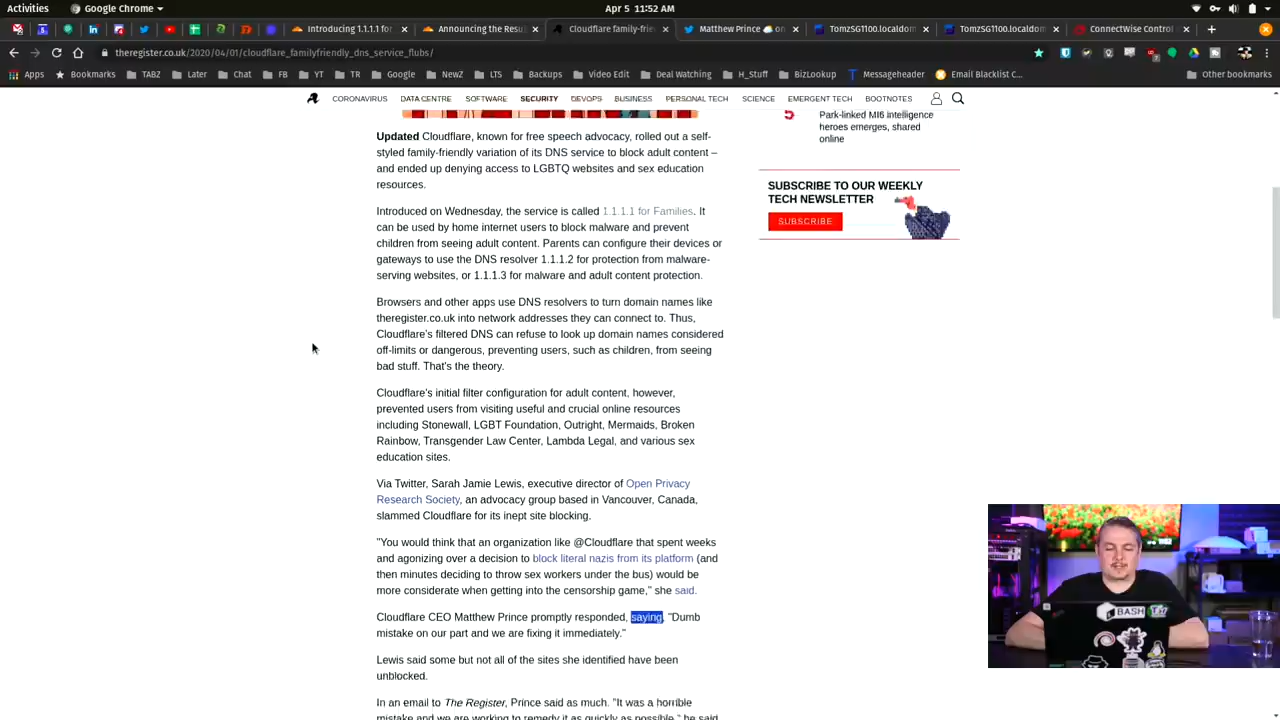 Activities
Google Chrome
Apr 5 11:52 AM
Introducing 1.1.1.1 for
Announcing the Resu
Cloudflare family-frie
Matthew Prince on
TomzSG1100.localdom
TomzSG1100.localdom
ConnectWise Control
theregister.co.uk/2020/04/01/cloudflare_familiy_dns_service_flubs/
Apps
Bookmarks
TABZ
Later
Chat
FB
YT
TR
Google
NewZ
LTS
Backups
Video Edit
Deal Watching
H_Stuff
BizLookup
Messageheader
Email Blacklist C...
Other bookmarks
CORONAVIRUS DATA CENTRE SOFTWARE SECURITY DEVOPS BUSINESS PERSONAL TECH SCIENCE EMERGENT TECH BOOTNOTES
Updated Cloudflare, known for free speech advocacy, rolled out a self-
styled family-friendly variation of its DNS service to block adult content –
and ended up denying access to LGBTQ websites and sex education
resources.
Introduced on Wednesday, the service is called 1.1.1.1 for Families. It
can be used by home internet users to block malware and prevent
children from seeing adult content. Parents can configure their devices or
gateways to use the DNS resolver 1.1.1.2 for protection from malware-
serving websites, or 1.1.1.3 for malware and adult content protection.
Browsers and other apps use DNS resolvers to turn domain names like
theregister.co.uk into network addresses they can connect to. Thus,
Cloudflare's filtered DNS can refuse to look up domain names considered
off-limits or dangerous, preventing users, such as children, from seeing
bad stuff. That's the theory.
Cloudflare's initial filter configuration for adult content, however,
prevented users from visiting useful and crucial online resources
including Stonewall, LGBT Foundation, Outright, Mermaids, Broken
Rainbow, Transgender Law Center, Lambda Legal, and various sex
education sites.
Via Twitter, Sarah Jamie Lewis, executive director of Open Privacy
Research Society, an advocacy group based in Vancouver, Canada,
slammed Cloudflare for its inept site blocking.
"You would think that an organization like @Cloudflare that spent weeks
and agonizing over a decision to block literal nazis from its platform (and
then minutes deciding to throw sex workers under the bus) would be
more considerate when getting into the censorship game," she said.
Cloudflare CEO Matthew Prince promptly responded, saying, "Dumb
mistake on our part and we are fixing it immediately."
Lewis said some but not all of the sites she identified have been
unblocked.
In an email to The Register, Prince said as much. "It was a horrible
mistake and we are working to remedy it as quickly as possible," he said
Park-linked MI6 intelligence
heroes emerges, shared
online
SUBSCRIBE TO OUR WEEKLY
TECH NEWSLETTER
SUBSCRIBE
BASH